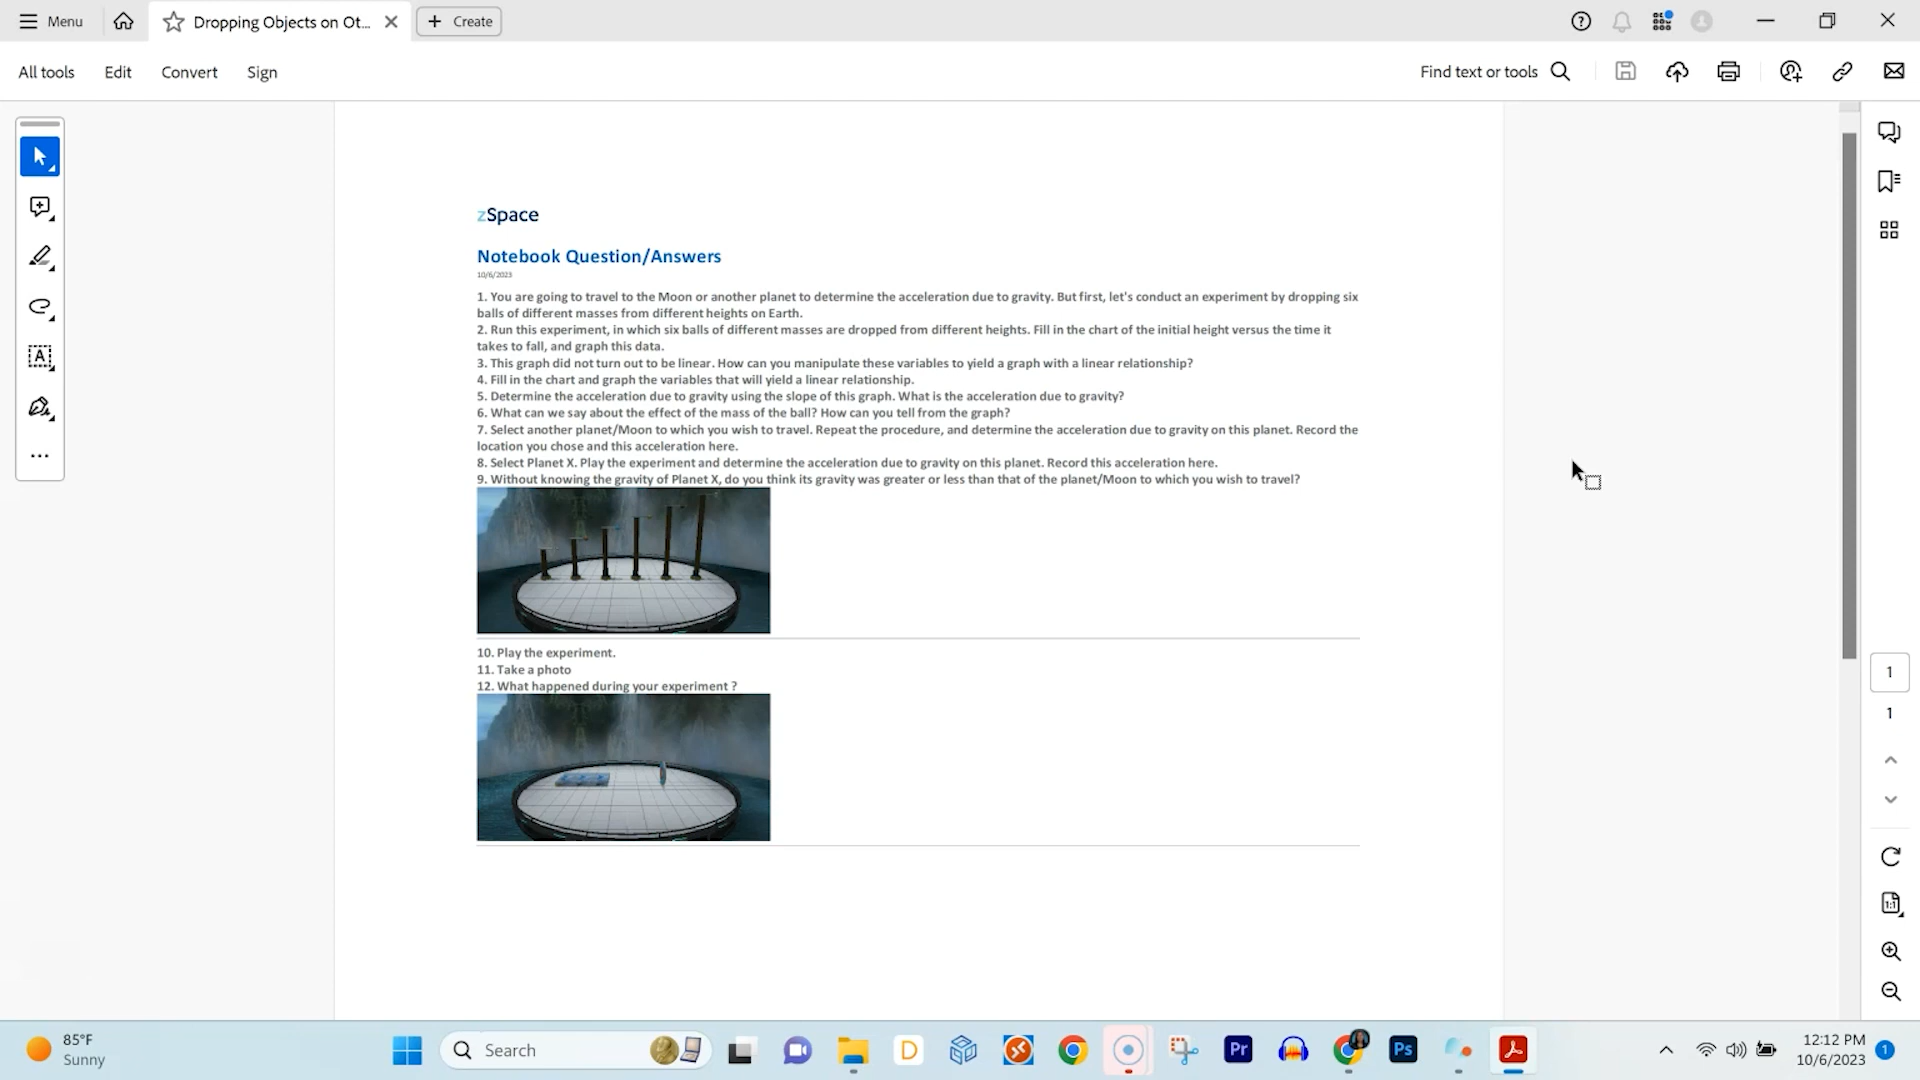 Menu
Dropping Objects on Ot...
Create
All tools
Edit
Convert
Sign
Find text or tools
zSpace
Notebook Question/Answers
10/6/2023
1. You are going to travel to the Moon or another planet to determine the acceleration due to gravity. But first, let's conduct an experiment by dropping six
balls of different masses from different heights on Earth.
2. Run this experiment, in which six balls of different masses are dropped from different heights. Fill in the chart of the initial height versus the time it
takes to fall, and graph this data.
3. This graph did not turn out to be linear. How can you manipulate these variables to yield a graph with a linear relationship?
4. Fill in the chart and graph the variables that will yield a linear relationship.
5. Determine the acceleration due to gravity using the slope of this graph. What is the acceleration due to gravity?
6. What can we say about the effect of the mass of the ball? How can you tell from the graph?
7. Select another planet/Moon to which you wish to travel. Repeat the procedure, and determine the acceleration due to gravity on this planet. Record the
location you chose and this acceleration here.
8. Select Planet X. Play the experiment and determine the acceleration due to gravity on this planet. Record this acceleration here.
9. Without knowing the gravity of Planet X, do you think its gravity was greater or less than that of the planet/Moon to which you wish to travel?
10. Play the experiment.
11. Take a photo
12. What happened during your experiment ?
1
1
1:1
85°F
Sunny
Search
D
Pr
Ps
12:12 PM
10/6/2023
1